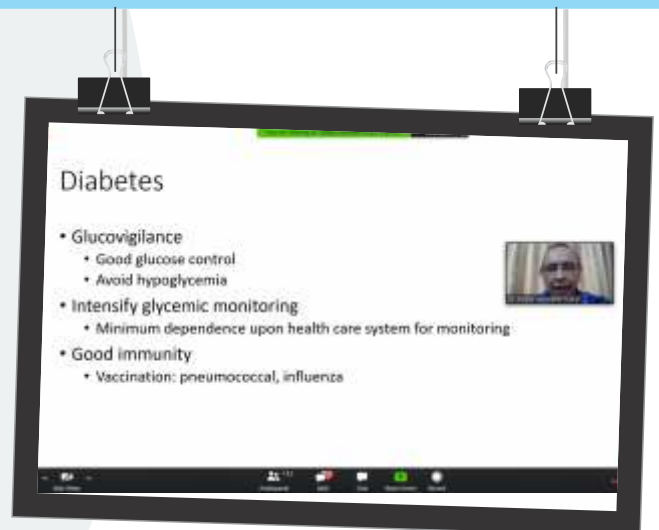 Diabetes
• Glucovigilance
• Good glucose control
• Avoid hypoglycemia
• Intensify glycemic monitoring
• Minimum dependence upon health care system for monitoring
• Good immunity
• Vaccination: pneumococcal, influenza